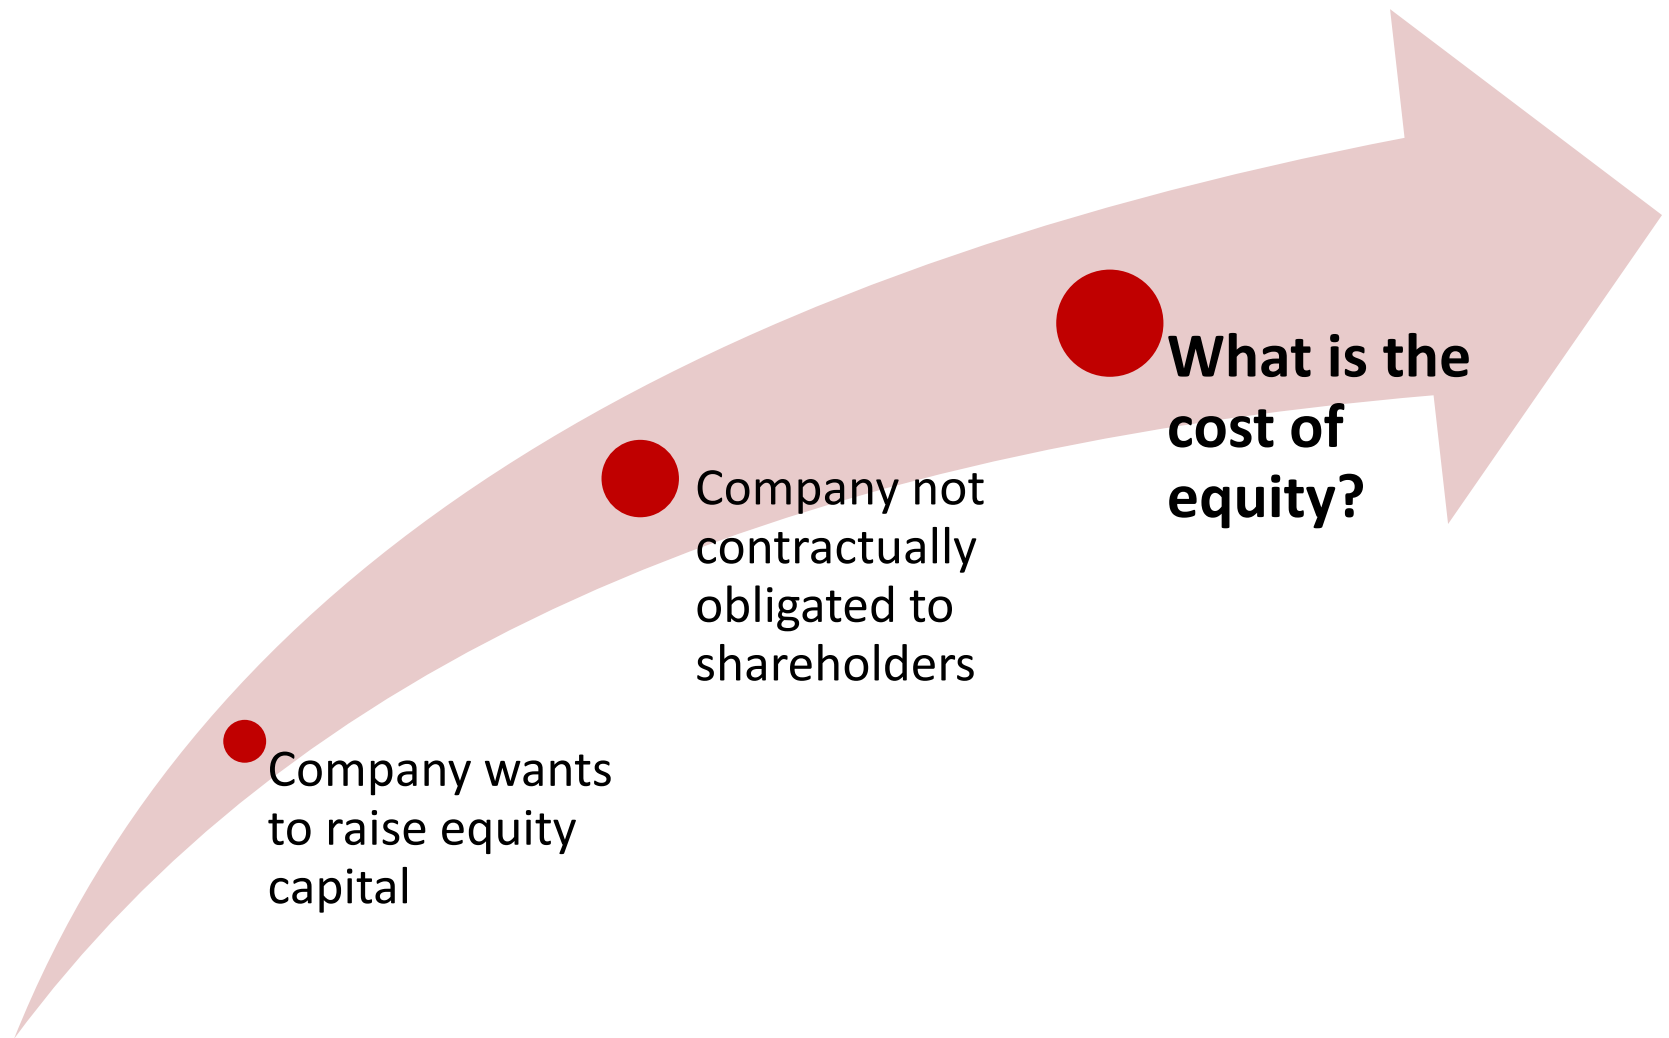 Company wants
to raise equity
capital
Company not
contractually
obligated to
shareholders
What is the
cost of
equity?